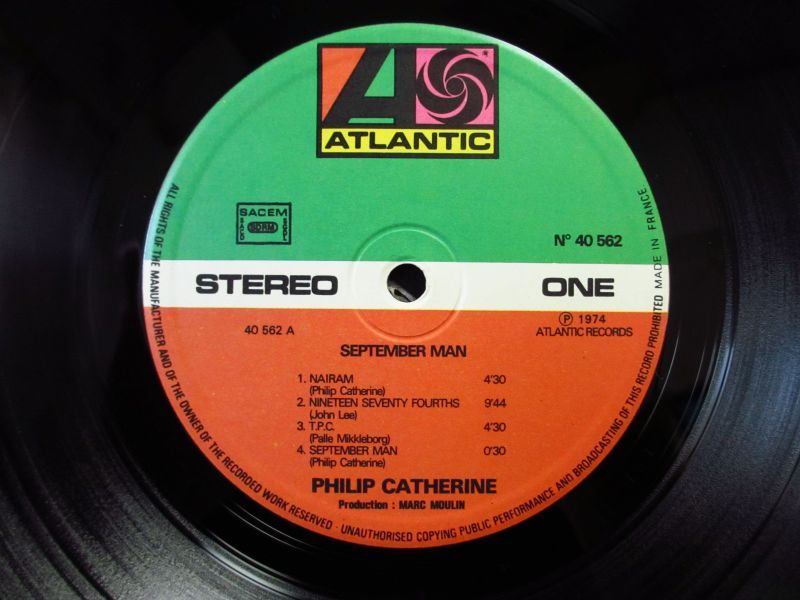 ATLANTIC
SACEM
SACD SDRM SGDL
N° 40 562
STEREO ONE
40 562 A
℗ 1974
ATLANTIC RECORDS
SEPTEMBER MAN
1. NAIRAM 4'30
(Philip Catherine)
2. NINETEEN SEVENTY FOURTHS 9'44
(John Lee)
3. T.P.C. 4'30
(Palle Mikkleborg)
4. SEPTEMBER MAN 0'30
(Philip Catherine)
PHILIP CATHERINE
Production : MARC MOULIN
ALL RIGHTS OF THE MANUFACTURER AND OF THE OWNER OF THE RECORDED WORK RESERVED · UNAUTHORISED COPYING PUBLIC PERFORMANCE AND BROADCASTING OF THIS RECORD PROHIBITED MADE IN FRANCE